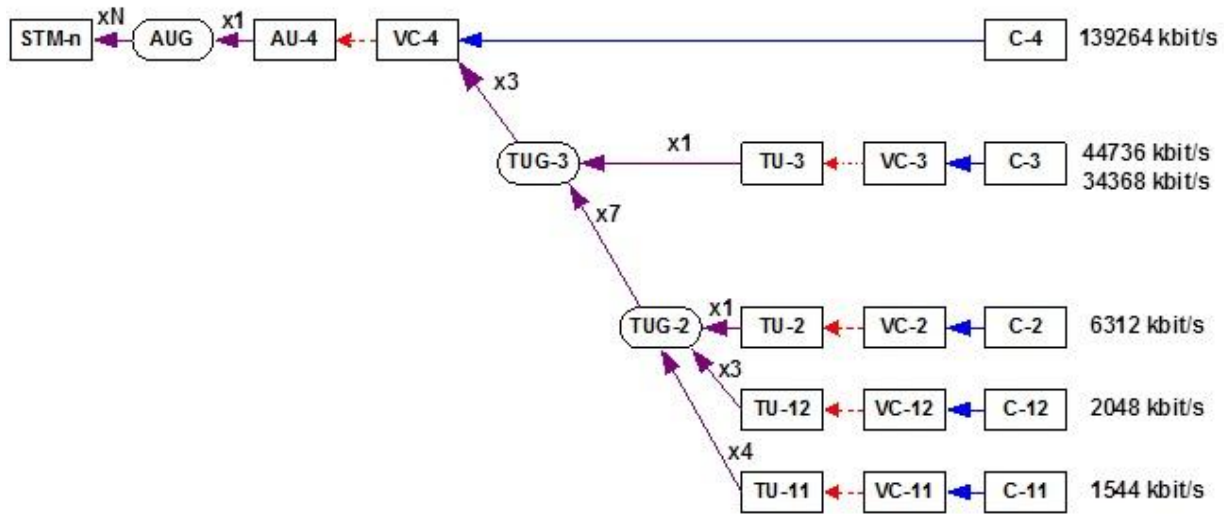 xN x1
STM-n AUG AU-4 VC-4 C-4 139264 kbit/s
x3
x1
TUG-3 TU-3 VC-3 C-3 44736 kbit/s
34368 kbit/s
x7
x1
TUG-2 TU-2 VC-2 C-2 6312 kbit/s
x3
TU-12 VC-12 C-12 2048 kbit/s
x4
TU-11 VC-11 C-11 1544 kbit/s